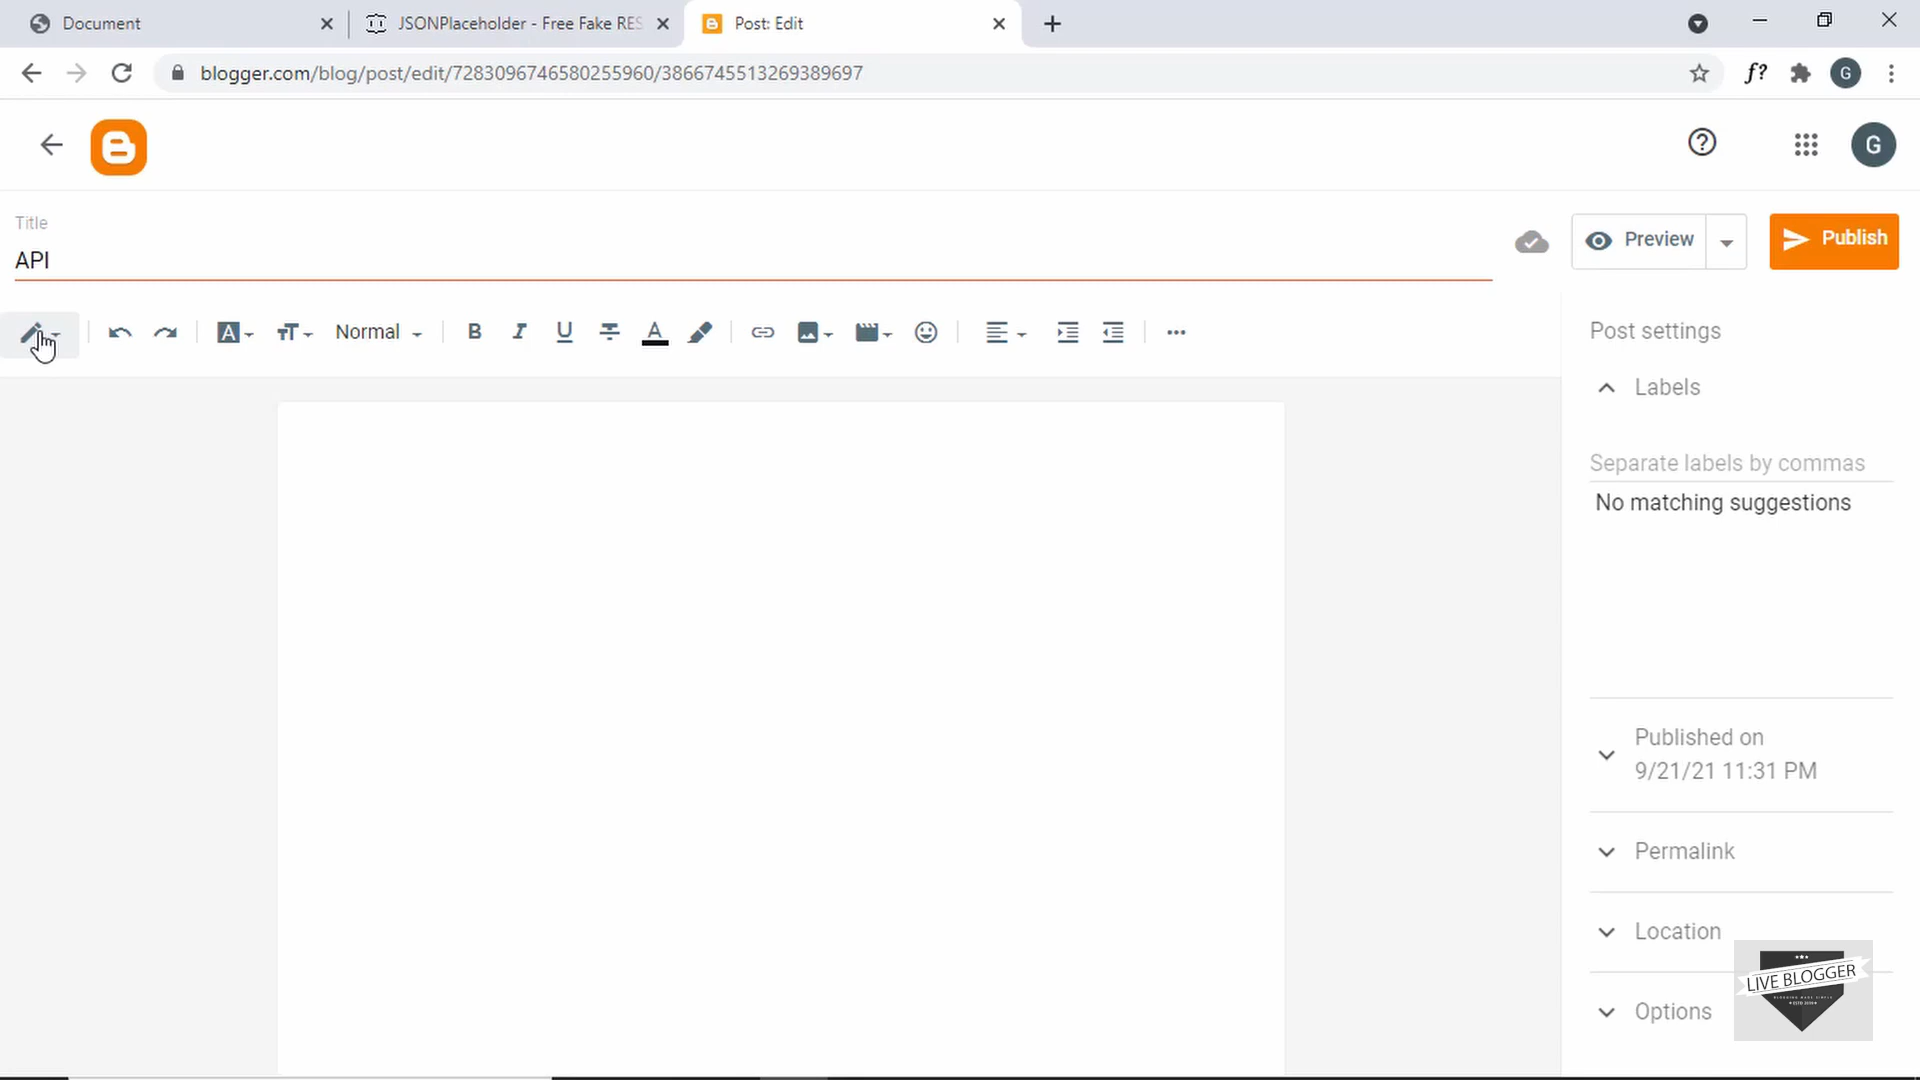 Document
JSONPlaceholder - Free Fake RES
Post: Edit
blogger.com/blog/post/edit/7283096746580255960/3866745513269389697
f?
G
G
Title
API
Preview
Publish
Normal
B
I
U
A
Post settings
Labels
Separate labels by commas
No matching suggestions
Published on
9/21/21 11:31 PM
Permalink
Location
Options
LIVE BLOGGER